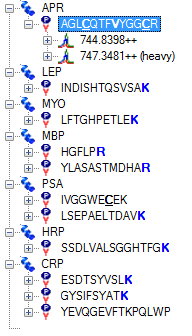 APR
AGLCQTFVYGGCR
744.8398++
747.3481++ (heavy)
LEP
INDISHTQSVSAK
MYO
LFTGHPETLEK
MBP
HGFLPR
YLASASTMDHAR
PSA
IVGGWECEK
LSEPAELTDAVK
HRP
SSDLVALSGGHTFGK
CRP
ESDTSYVSLK
GYSIFSYATK
YEVQGEVFTKPQLWP